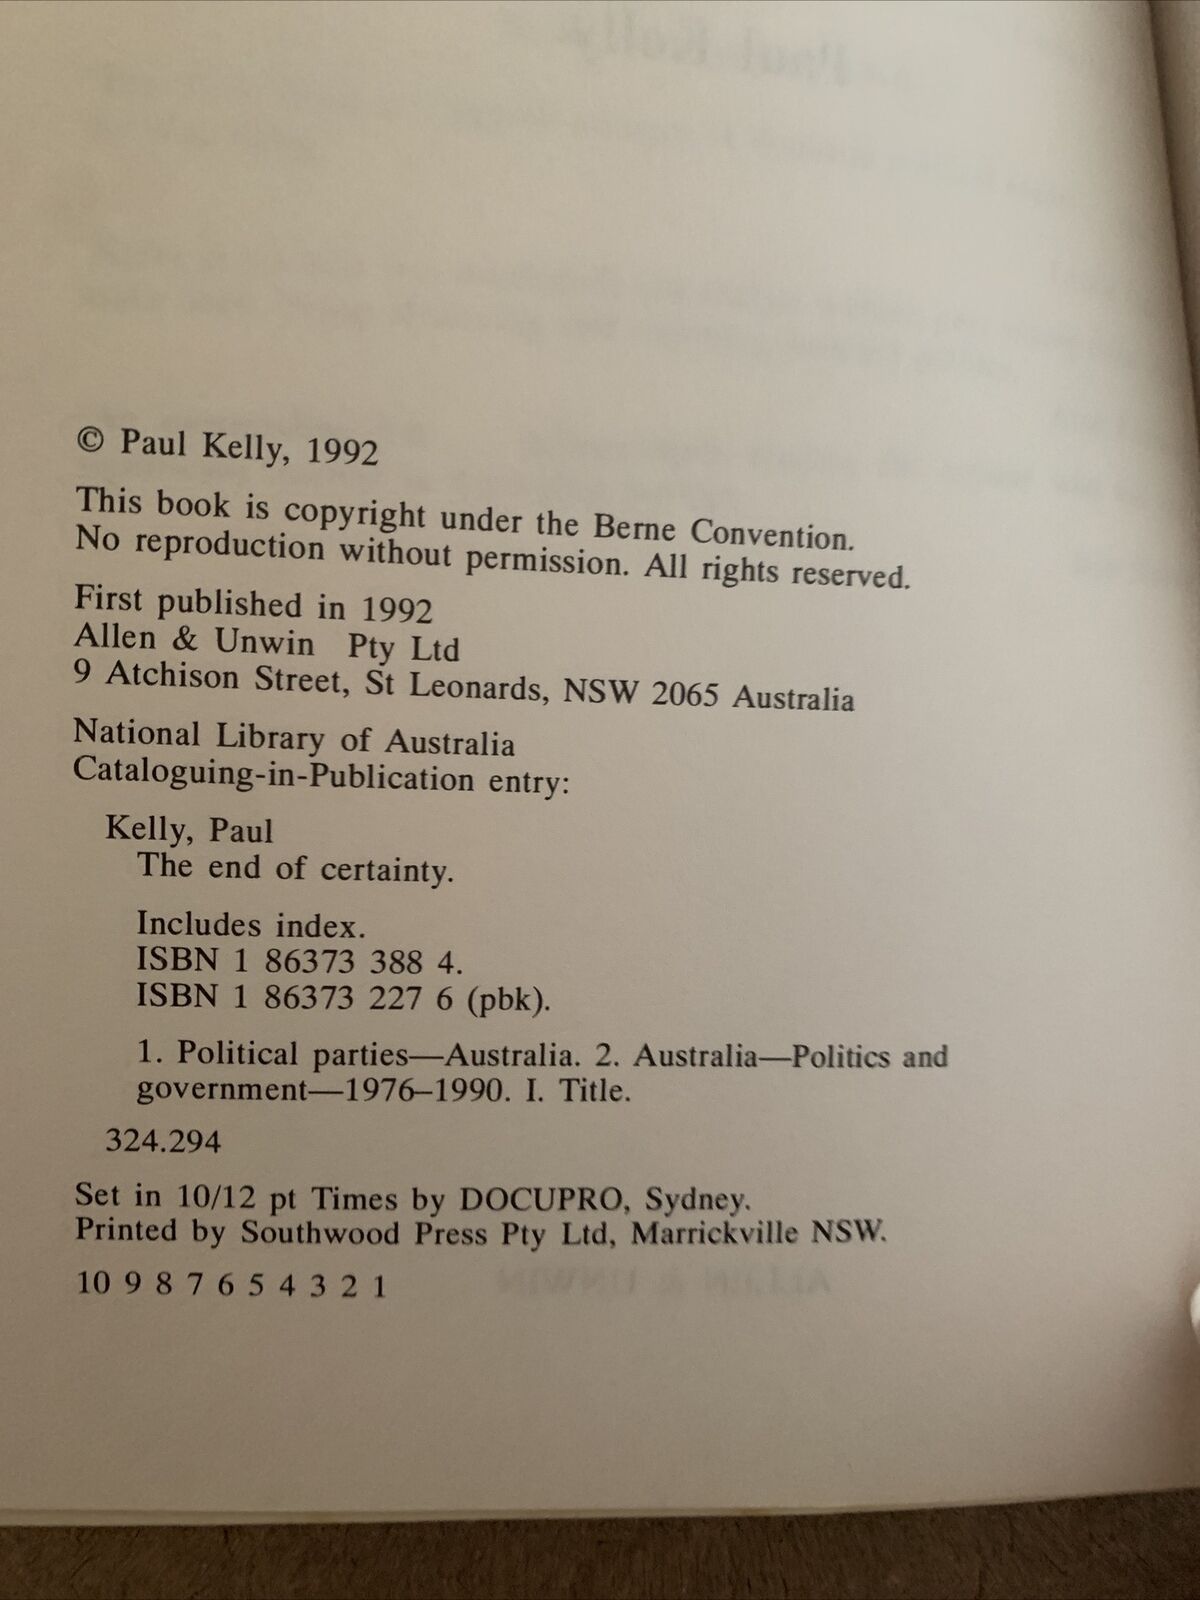 © Paul Kelly, 1992
This book is copyright under the Berne Convention.
No reproduction without permission. All rights reserved.
First published in 1992
Allen & Unwin Pty Ltd
9 Atchison Street, St Leonards, NSW 2065 Australia
National Library of Australia
Cataloguing-in-Publication entry:
Kelly, Paul
The end of certainty.
Includes index.
ISBN 1 86373 388 4.
ISBN 1 86373 227 6 (pbk).
1. Political parties—Australia. 2. Australia—Politics and
government—1976–1990. I. Title.
324.294
Set in 10/12 pt Times by DOCUPRO, Sydney.
Printed by Southwood Press Pty Ltd, Marrickville NSW.
10 9 8 7 6 5 4 3 2 1